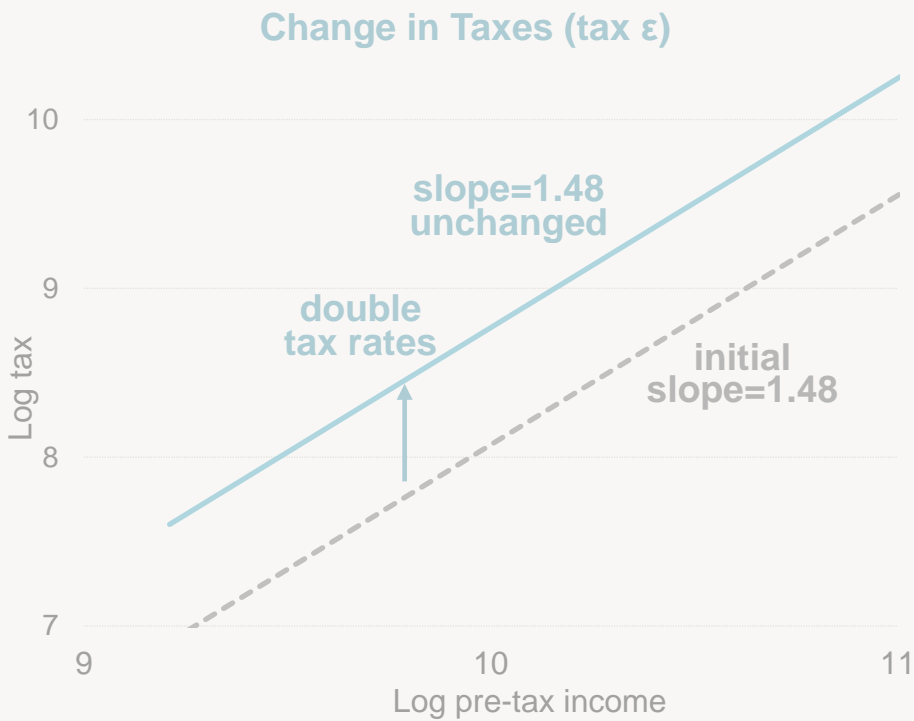 Change in Taxes (tax ε)
10
slope=1.48
unchanged
9
double
tax rates
initial
slope=1.48
Log tax
8
7
9
10
11
Log pre-tax income